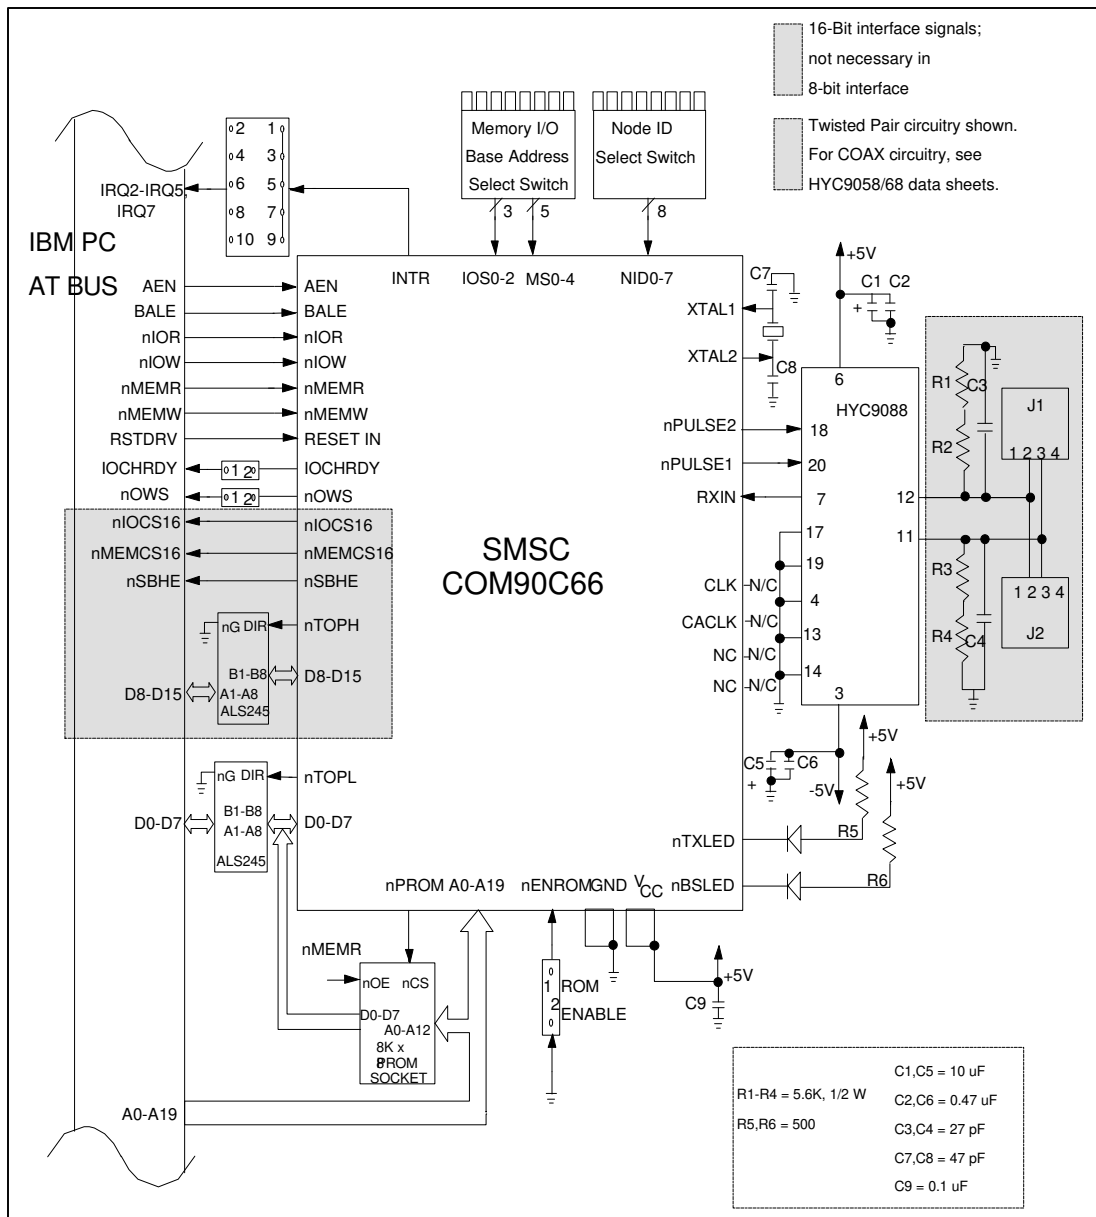 16-Bit interface signals;
not necessary in
8-bit interface
Twisted Pair circuitry shown.
For COAX circuitry, see
HYC9058/68 data sheets.
2 1
4 3
6 5
8 7
10 9
Memory I/O
Base Address
Select Switch
Node ID
Select Switch
3 5 8
IRQ2-IRQ5,
IRQ7
IBM PC
AT BUS
INTR IOS0-2 MS0-4 NID0-7
AEN AEN
BALE BALE
nIOR nIOR
nIOW nIOW
nMEMR nMEMR
nMEMW nMEMW
RSTDRV RESET IN
IOCHRDY 1 2 IOCHRDY
nOWS 1 2 nOWS
nIOCS16 nIOCS16
nMEMCS16 nMEMCS16
nSBHE nSBHE
nG DIR nTOPH
B1-B8
D8-D15 A1-A8 D8-D15
ALS245
nG DIR nTOPL
B1-B8
D0-D7 A1-A8 D0-D7
ALS245
SMSC
COM90C66
C7
XTAL1
XTAL2
C8
+5V
C1 C2
+
6
HYC9088
nPULSE2 18
nPULSE1 20
RXIN 7
17
19
CLK N/C 4
CACLK N/C 13
NC N/C 14
NC N/C
3
12
11
R1 C3
R2
R3
R4 C4
J1
1 2 3 4
1 2 3 4
J2
C5 C6
+
-5V
+5V
+5V
nTXLED R5
nBSLED R6
nPROM A0-A19 nENROM GND VCC
nMEMR
nOE nCS
D0-D7
A0-A12
8K x
8
PROM
SOCKET
1 ROM
2 ENABLE
+5V
C9
A0-A19
R1-R4 = 5.6K, 1/2 W
R5,R6 = 500
C1,C5 = 10 uF
C2,C6 = 0.47 uF
C3,C4 = 27 pF
C7,C8 = 47 pF
C9 = 0.1 uF